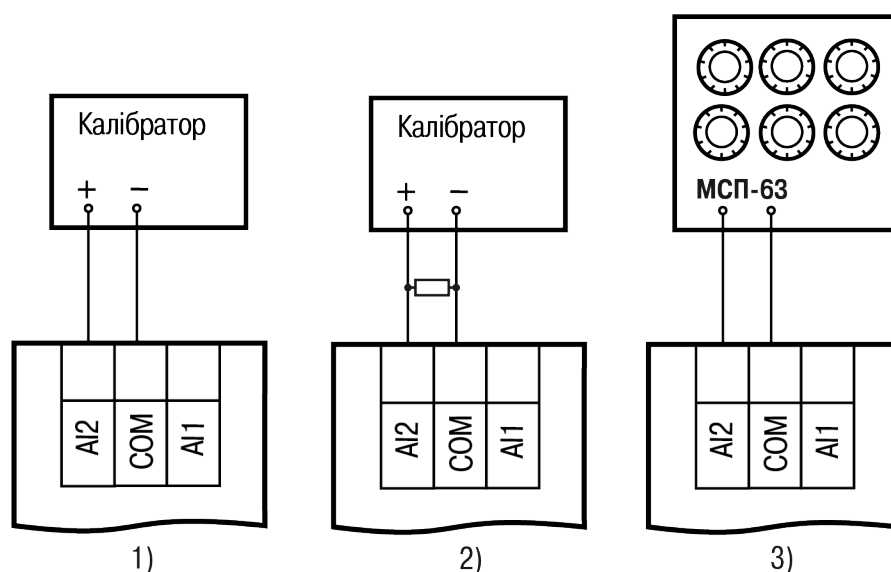 Калібратор
+ –
AI2 COM AI1
1)
Калібратор
+ –
AI2 COM AI1
2)
МСП-63
AI2 COM AI1
3)